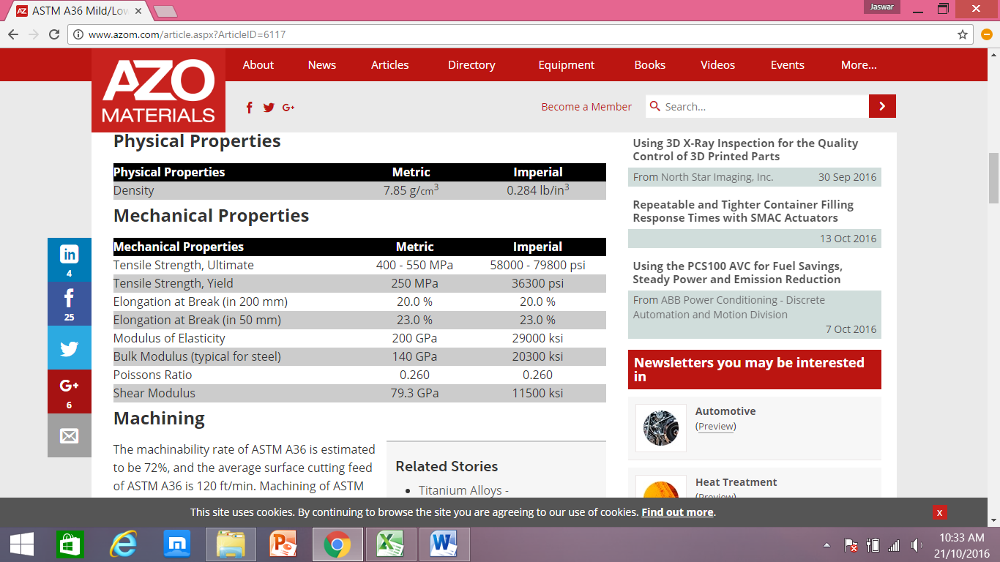 ASTM A36 Mild/Low
Jaswar
www.azom.com/article.aspx?ArticleID=6117
AZO
MATERIALS
About News Articles Directory Equipment Books Videos Events More...
Become a Member
Search...
Physical Properties
Physical Properties Metric Imperial
Density 7.85 g/cm³ 0.284 lb/in³
Mechanical Properties
Mechanical Properties Metric Imperial
Tensile Strength, Ultimate 400 - 550 MPa 58000 - 79800 psi
Tensile Strength, Yield 250 MPa 36300 psi
Elongation at Break (in 200 mm) 20.0 % 20.0 %
Elongation at Break (in 50 mm) 23.0 % 23.0 %
Modulus of Elasticity 200 GPa 29000 ksi
Bulk Modulus (typical for steel) 140 GPa 20300 ksi
Poissons Ratio 0.260 0.260
Shear Modulus 79.3 GPa 11500 ksi
Machining
The machinability rate of ASTM A36 is estimated
to be 72%, and the average surface cutting feed
of ASTM A36 is 120 ft/min. Machining of ASTM
Related Stories
Titanium Alloys -
in
4
f
25
G+
6
Using 3D X-Ray Inspection for the Quality
Control of 3D Printed Parts
From North Star Imaging, Inc. 30 Sep 2016
Repeatable and Tighter Container Filling
Response Times with SMAC Actuators
13 Oct 2016
Using the PCS100 AVC for Fuel Savings,
Steady Power and Emission Reduction
From ABB Power Conditioning - Discrete
Automation and Motion Division
7 Oct 2016
Newsletters you may be interested
in
Automotive
(Preview)
Heat Treatment
(Preview)
This site uses cookies. By continuing to browse the site you are agreeing to our use of cookies. Find out more.
x
10:33 AM
21/10/2016